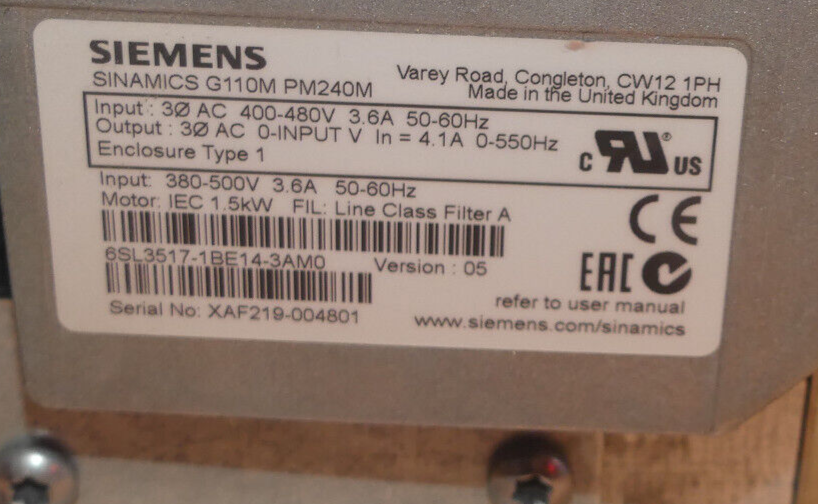 SIEMENS
SINAMICS G110M PM240M
Varey Road, Congleton, CW12 1PH
Made in the United Kingdom
Input : 3Ø AC 400-480V 3.6A 50-60Hz
Output : 3Ø AC 0-INPUT V In = 4.1A 0-550Hz
Enclosure Type 1
c RU ® US
Input: 380-500V 3.6A 50-60Hz
Motor: IEC 1.5kW FIL: Line Class Filter A
CE
6SL3517-1BE14-3AM0 Version : 05
EAC
Serial No: XAF219-004801
refer to user manual
www.siemens.com/sinamics